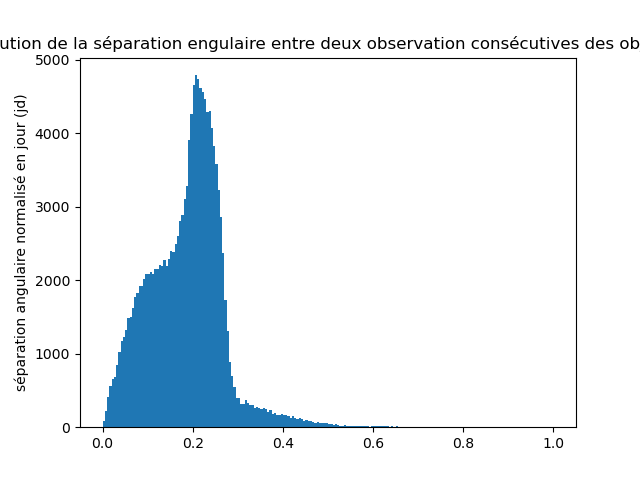 ution de la séparation engulaire entre deux observation consécutives des ob
séparation angulaire normalisé en jour (jd)
5000
4000
3000
2000
1000
0
0.0 0.2 0.4 0.6 0.8 1.0